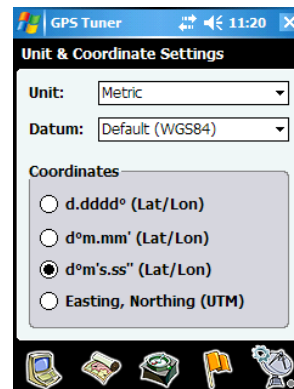 GPS Tuner 11:20
Unit & Coordinate Settings
Unit: Metric
Datum: Default (WGS84)
Coordinates
d.dddd° (Lat/Lon)
d°m.mm' (Lat/Lon)
d°m's.ss" (Lat/Lon)
Easting, Northing (UTM)